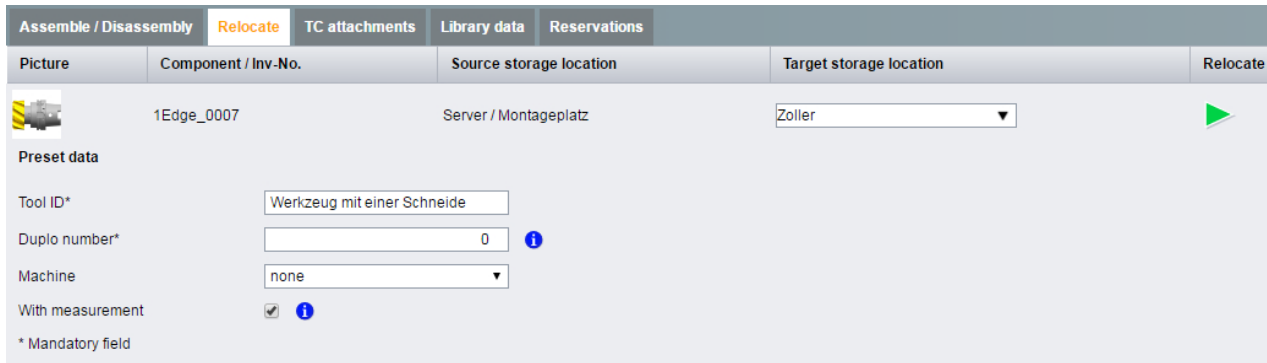 Assemble / Disassembly Relocate TC attachments Library data Reservations
Picture Component / Inv-No. Source storage location Target storage location Relocate
1Edge_0007 Server / Montageplatz Zoller
Preset data
Tool ID* Werkzeug mit einer Schneide
Duplo number* 0
Machine none
With measurement
* Mandatory field